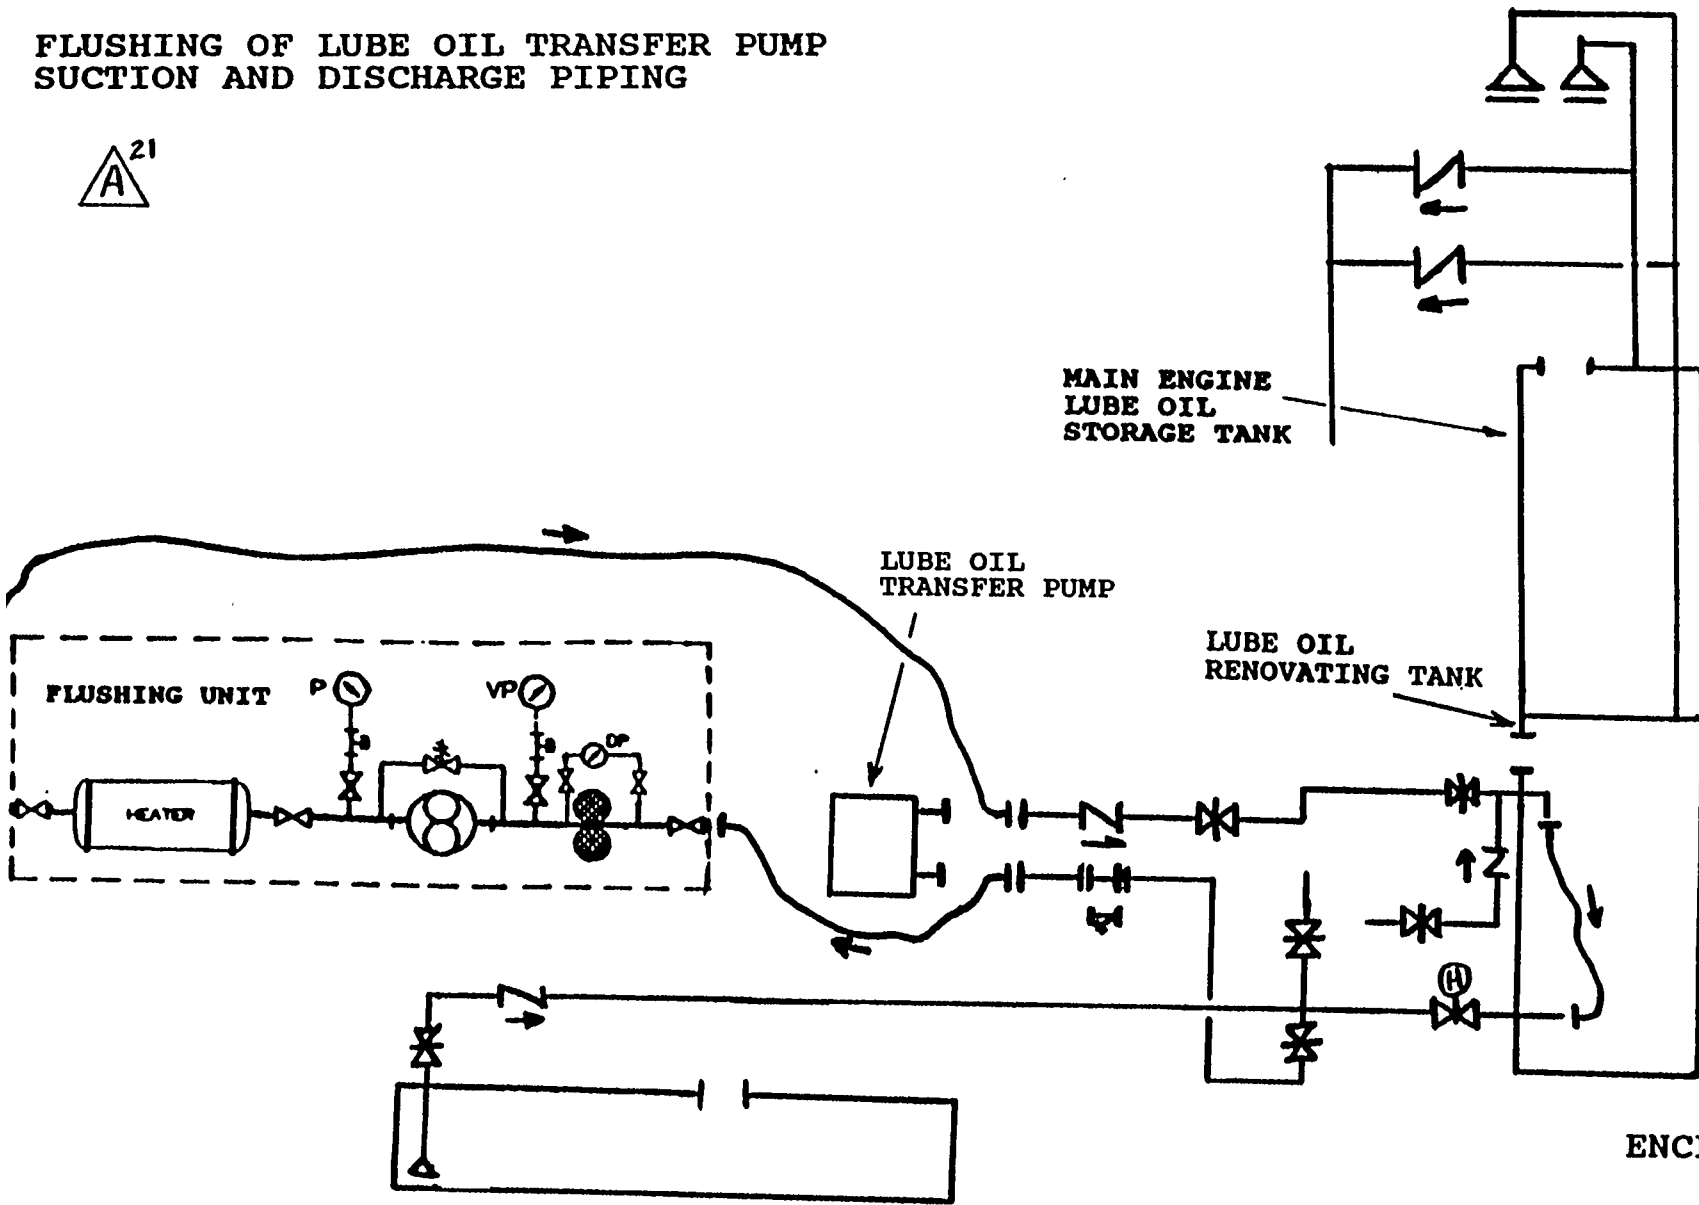 FLUSHING OF LUBE OIL TRANSFER PUMP
SUCTION AND DISCHARGE PIPING
A 21
MAIN ENGINE
LUBE OIL
STORAGE TANK
LUBE OIL
TRANSFER PUMP
LUBE OIL
RENOVATING TANK
FLUSHING UNIT
P
VP
DP
HEATER
H
ENC